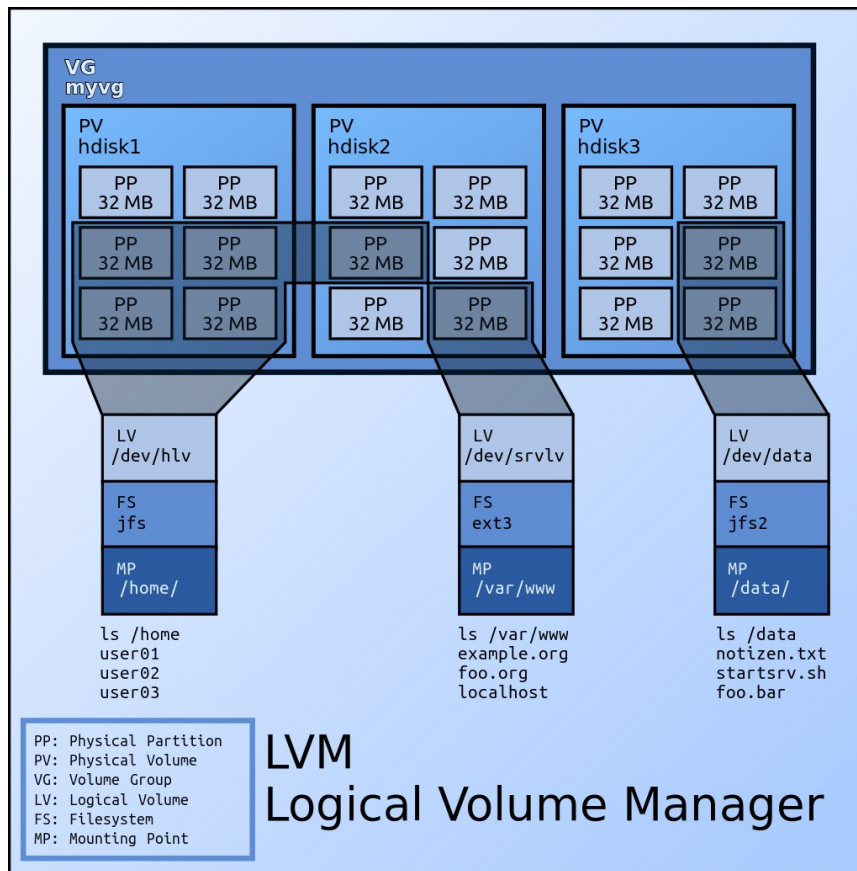 VG
myvg
PV
hdisk1
PP
32 MB
PP
32 MB
PP
32 MB
PP
32 MB
PP
32 MB
PP
32 MB
PV
hdisk2
PP
32 MB
PP
32 MB
PP
32 MB
PP
32 MB
PP
32 MB
PP
32 MB
PV
hdisk3
PP
32 MB
PP
32 MB
PP
32 MB
PP
32 MB
PP
32 MB
PP
32 MB
LV
/dev/hlv
FS
jfs
MP
/home/
ls /home
user01
user02
user03
LV
/dev/srvlv
FS
ext3
MP
/var/www
ls /var/www
example.org
foo.org
localhost
LV
/dev/data
FS
jfs2
MP
/data/
ls /data
notizen.txt
startsrv.sh
foo.bar
PP: Physical Partition
PV: Physical Volume
VG: Volume Group
LV: Logical Volume
FS: Filesystem
MP: Mounting Point
LVM
Logical Volume Manager